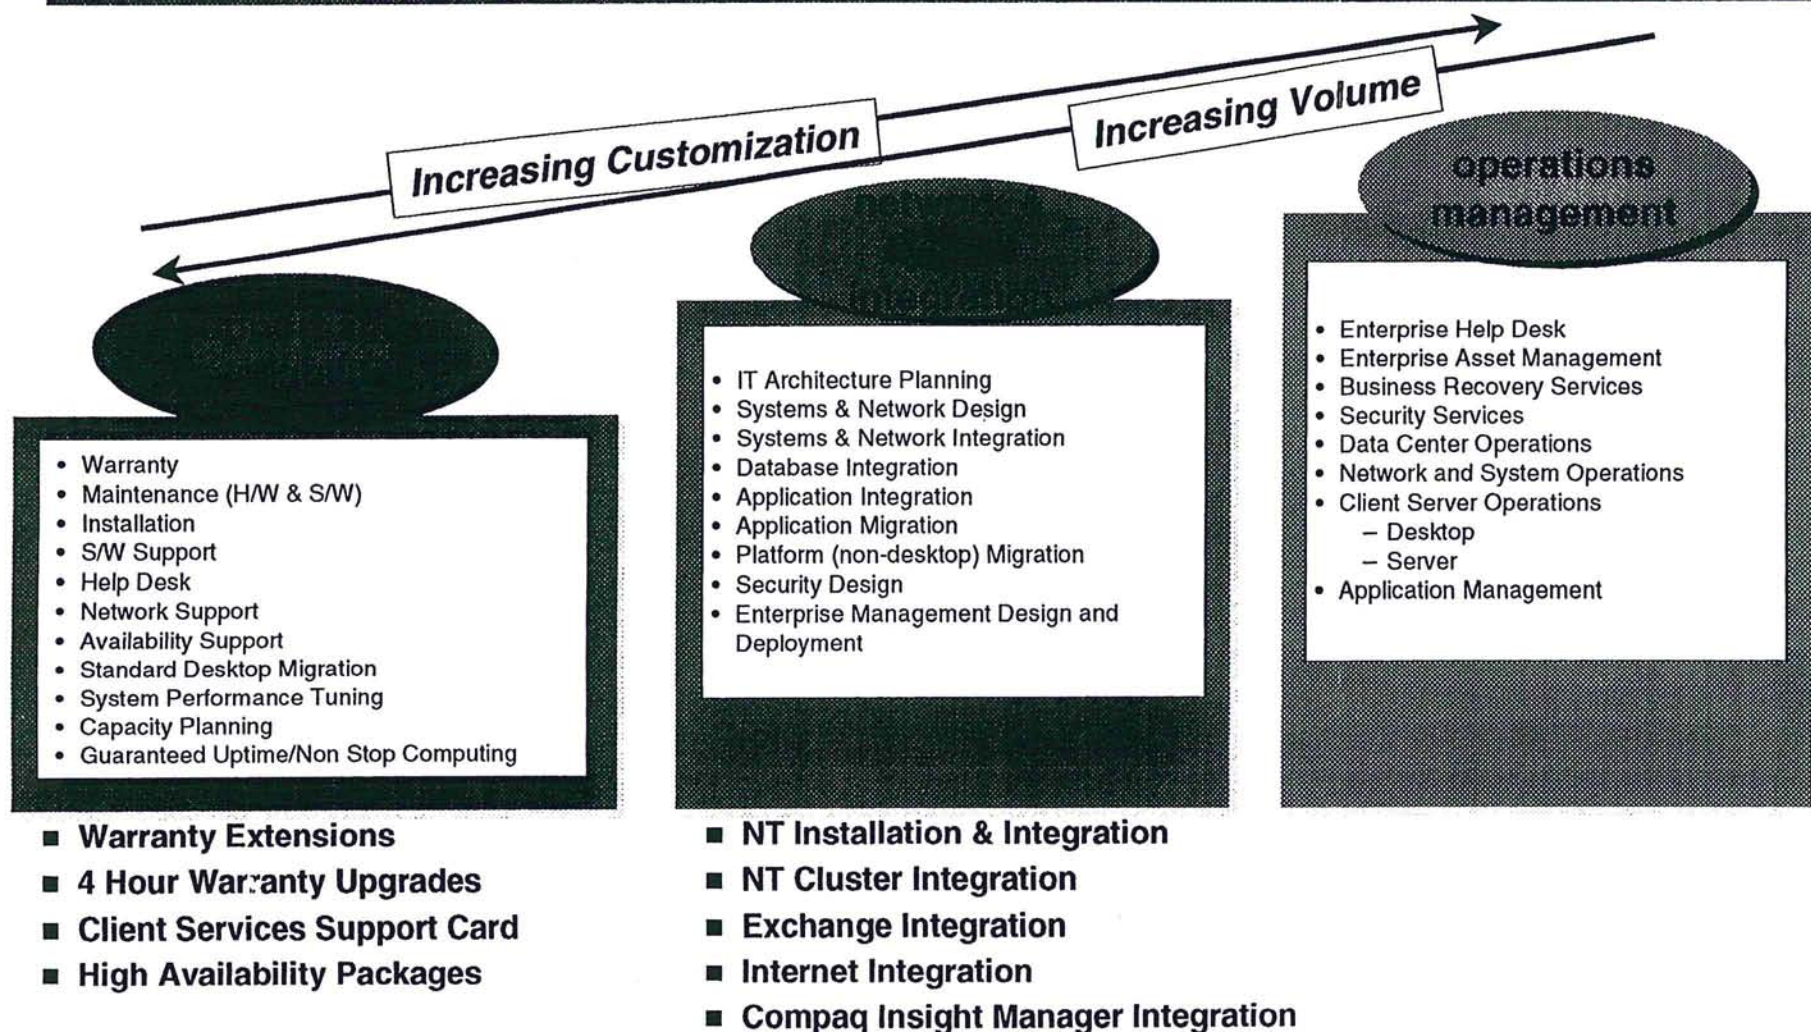 Increasing Customization
Increasing Volume
operations
management
network &
integration
• Warranty
• Maintenance (H/W & S/W)
• Installation
• S/W Support
• Help Desk
• Network Support
• Availability Support
• Standard Desktop Migration
• System Performance Tuning
• Capacity Planning
• Guaranteed Uptime/Non Stop Computing
• IT Architecture Planning
• Systems & Network Design
• Systems & Network Integration
• Database Integration
• Application Integration
• Application Migration
• Platform (non-desktop) Migration
• Security Design
• Enterprise Management Design and
Deployment
• Enterprise Help Desk
• Enterprise Asset Management
• Business Recovery Services
• Security Services
• Data Center Operations
• Network and System Operations
• Client Server Operations
– Desktop
– Server
• Application Management
■ Warranty Extensions
■ 4 Hour Warranty Upgrades
■ Client Services Support Card
■ High Availability Packages
■ NT Installation & Integration
■ NT Cluster Integration
■ Exchange Integration
■ Internet Integration
■ Compaq Insight Manager Integration